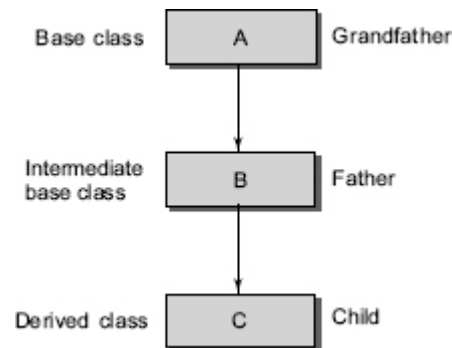 Base class
A
Grandfather
Intermediate
base class
B
Father
Derived class
C
Child